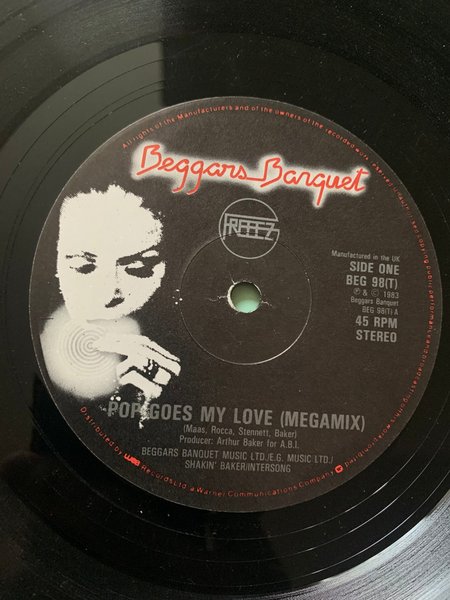 All rights of the Manufacturers and of the owners of the recorded work reserved.
Beggars Banquet
FREEEZ
Manufactured in the UK
SIDE ONE
BEG 98(T)
℗ & © 1983
Beggars Banquet
BEG 98(T) A
45 RPM
STEREO
POP GOES MY LOVE (MEGAMIX)
(Maas, Rocca, Stennett, Baker)
Producer: Arthur Baker for A.B.I.
BEGGARS BANQUET MUSIC LTD./E.G. MUSIC LTD./
SHAKIN' BAKER/INTERSONG
Distributed by WEA Records Ltd. a Warner Communications Company